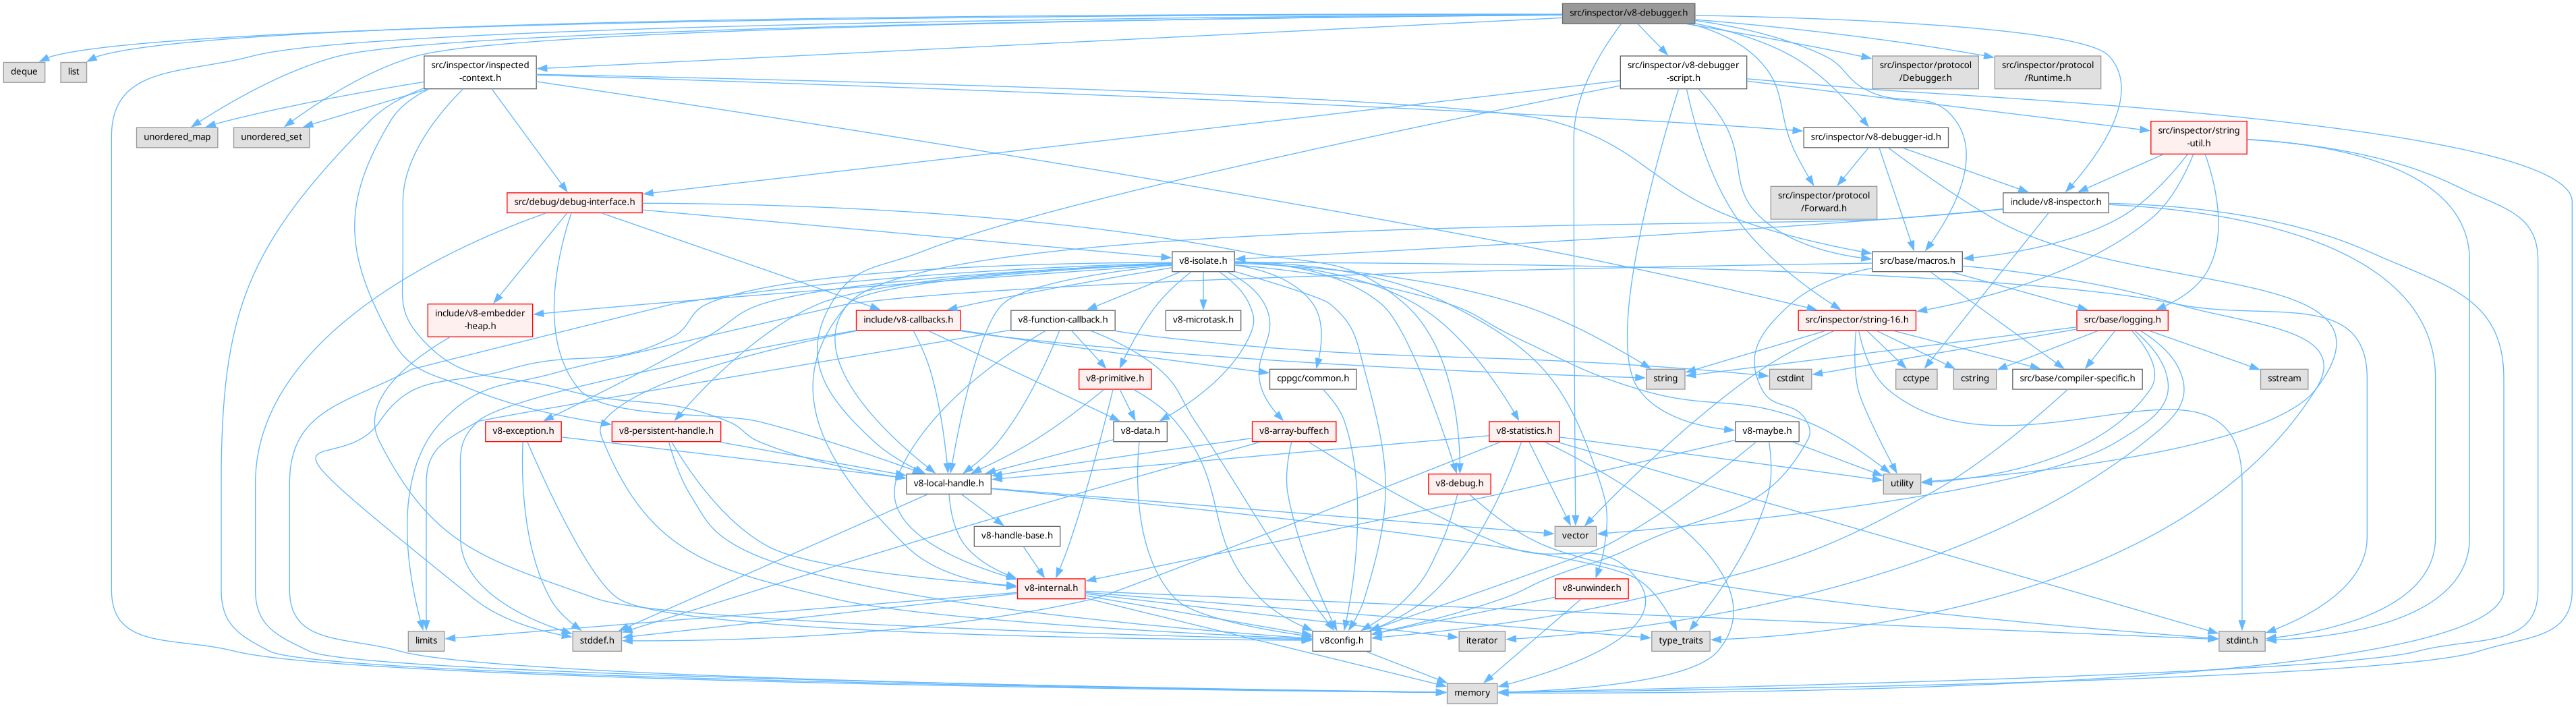 src/inspector/v8-debugger.h
deque
list
src/inspector/inspected
-context.h
src/inspector/v8-debugger
-script.h
src/inspector/protocol
/Debugger.h
src/inspector/protocol
/Runtime.h
unordered_map
unordered_set
src/inspector/v8-debugger-id.h
src/inspector/string
-util.h
src/debug/debug-interface.h
src/inspector/protocol
/Forward.h
include/v8-inspector.h
v8-isolate.h
src/base/macros.h
include/v8-embedder
-heap.h
include/v8-callbacks.h
v8-function-callback.h
v8-microtask.h
src/inspector/string-16.h
src/base/logging.h
v8-primitive.h
cppgc/common.h
string
cstdint
cctype
cstring
src/base/compiler-specific.h
sstream
v8-exception.h
v8-persistent-handle.h
v8-data.h
v8-array-buffer.h
v8-statistics.h
v8-maybe.h
v8-local-handle.h
v8-debug.h
utility
v8-handle-base.h
vector
v8-internal.h
v8-unwinder.h
limits
stddef.h
v8config.h
iterator
type_traits
stdint.h
memory